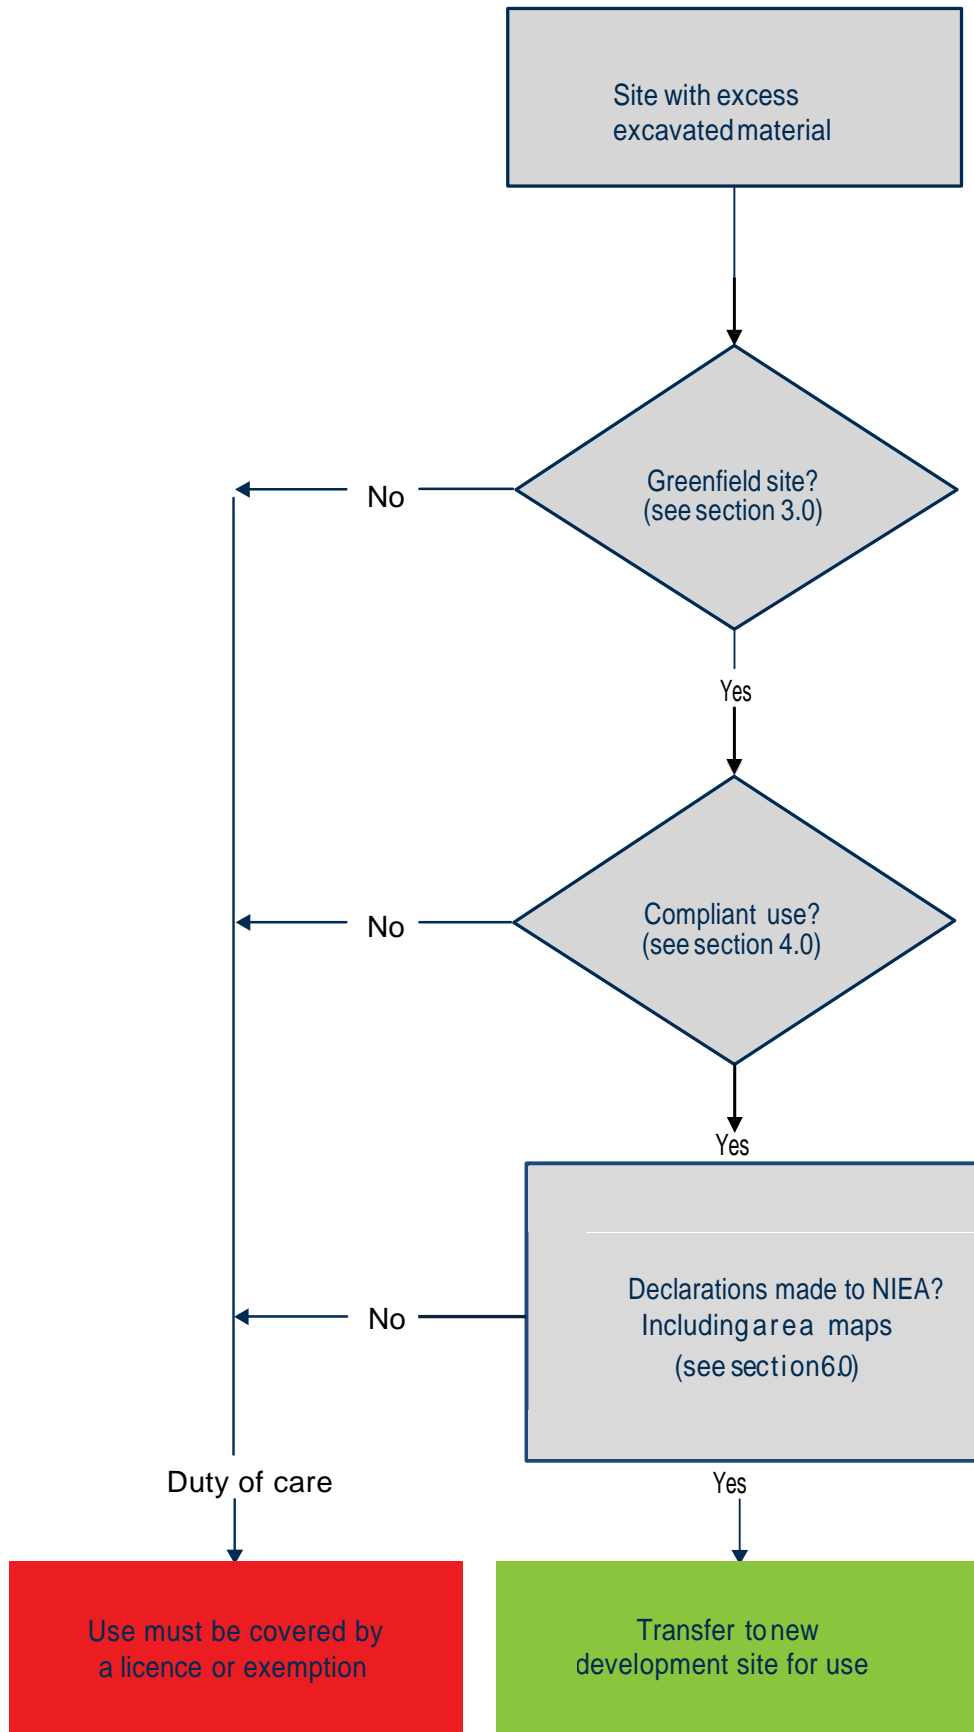 Site with excess
excavated material
Greenfield site?
(see section 3.0)
No
Yes
Compliant use?
(see section 4.0)
No
Yes
Declarations made to NIEA?
Including area maps
(see section 6.0)
No
Duty of care
Yes
Use must be covered by
a licence or exemption
Transfer to new
development site for use